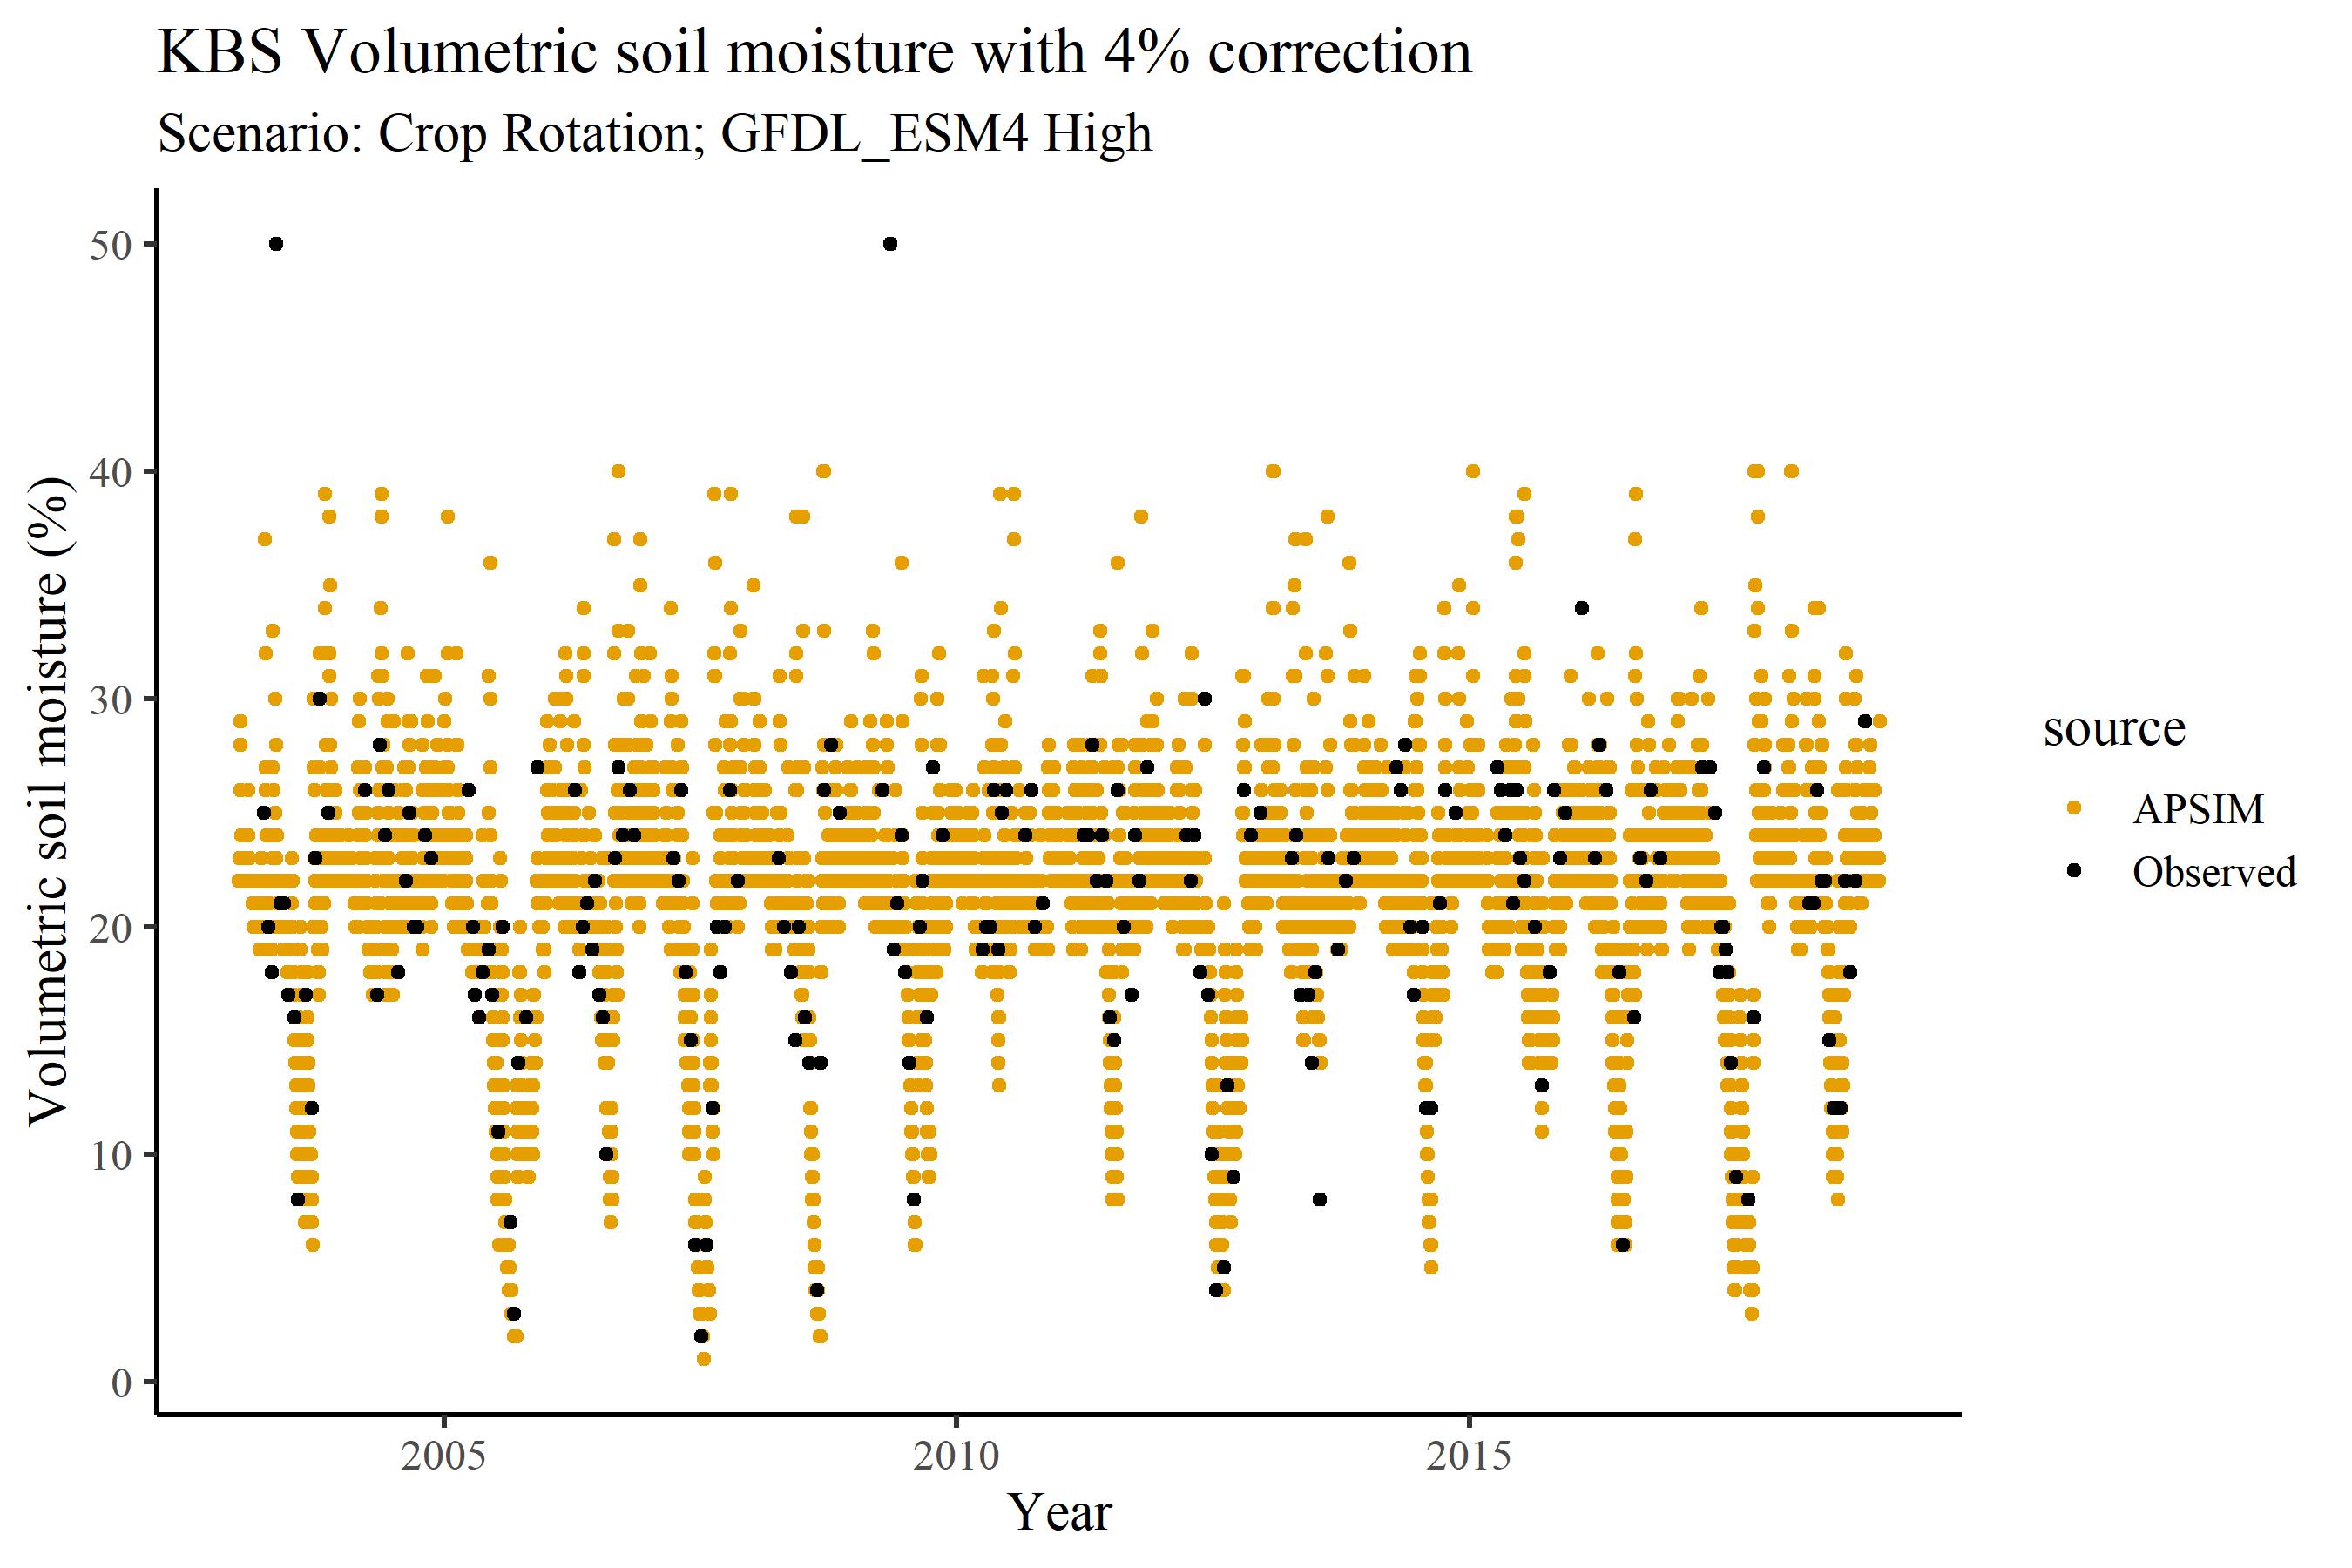 KBS Volumetric soil moisture with 4% correction
Scenario: Crop Rotation; GFDL_ESM4 High
50
40
30
20
10
0
Volumetric soil moisture (%)
2005
2010
2015
Year
source
APSIM
Observed